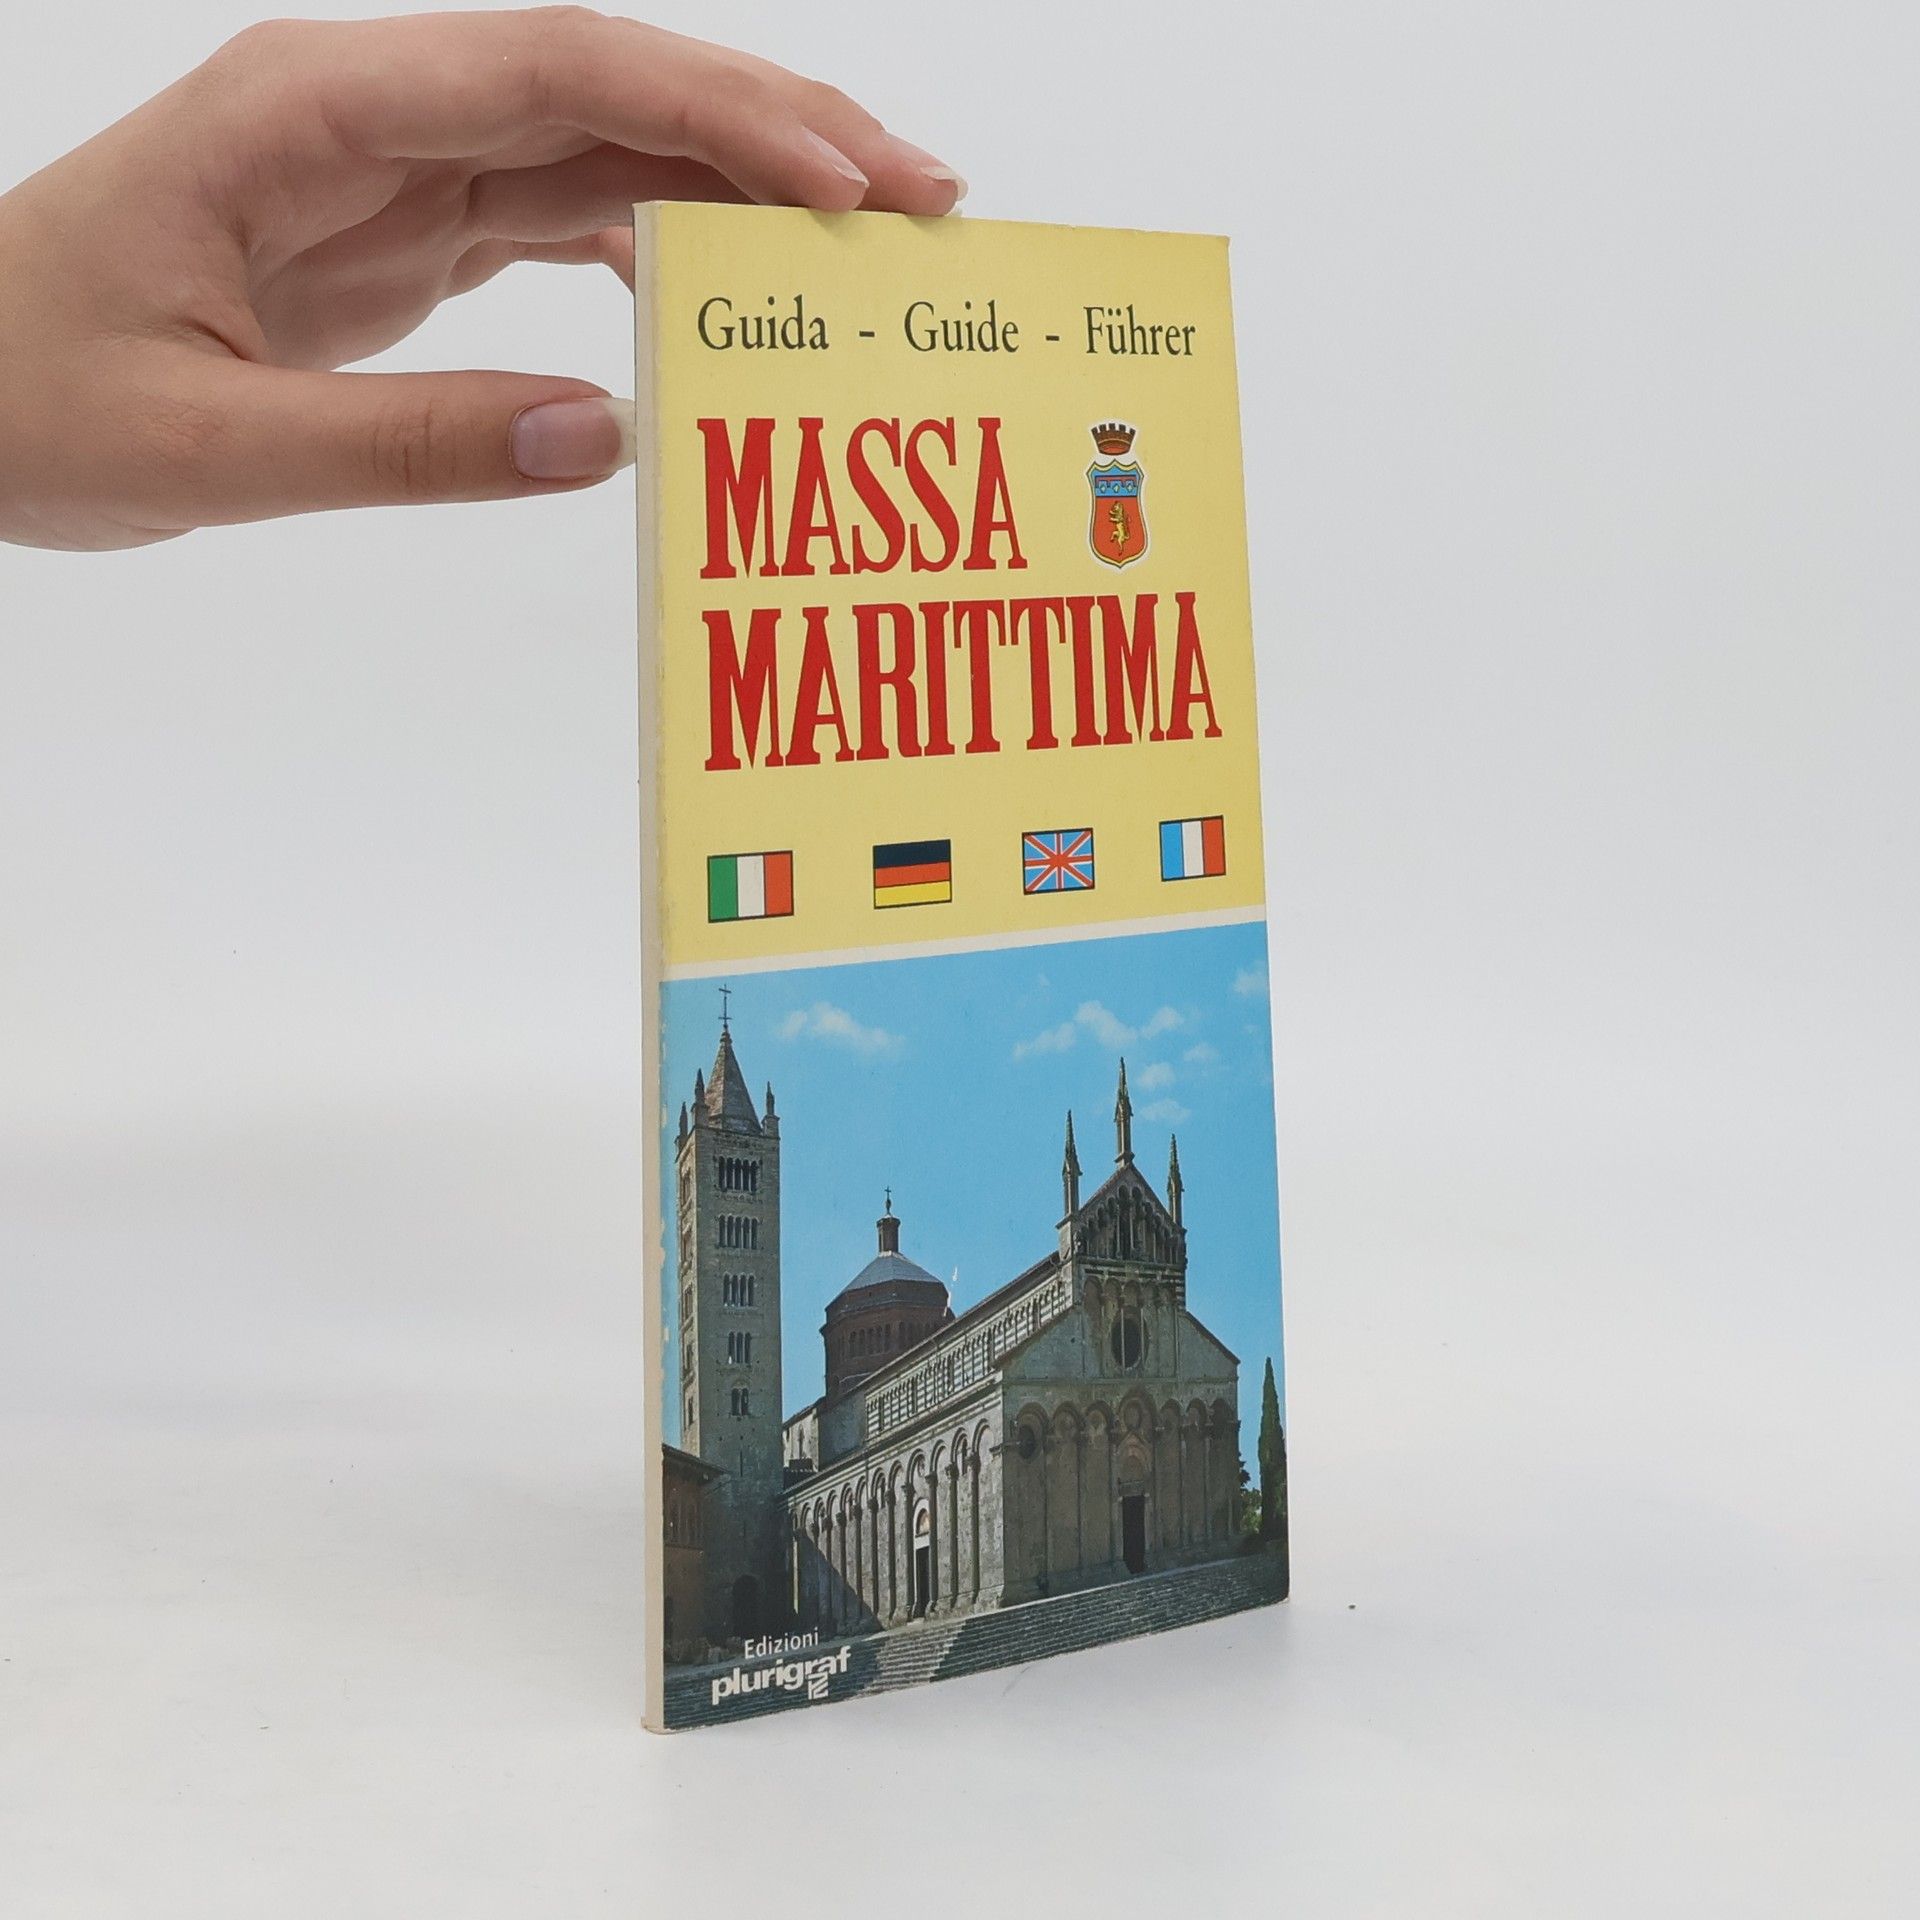 Guida - Guide - Führer
MASSA
MARITTIMA
Edizioni
plurigraf